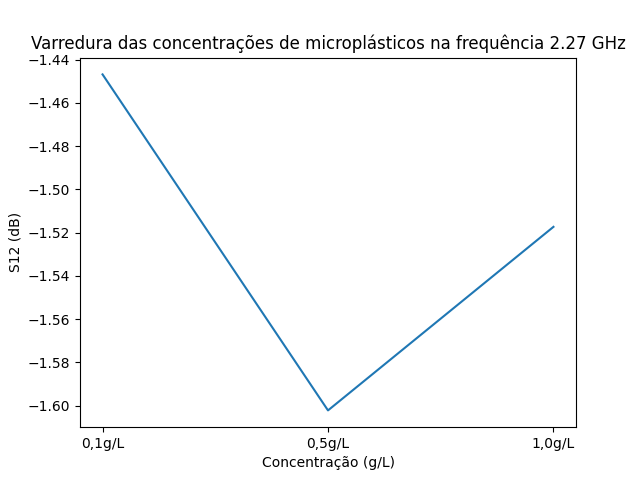 Varredura das concentrações de microplásticos na frequência 2.27 GHz
−1.44
−1.46
−1.48
−1.50
−1.52
−1.54
−1.56
−1.58
−1.60
S12 (dB)
0,1g/L
0,5g/L
1,0g/L
Concentração (g/L)